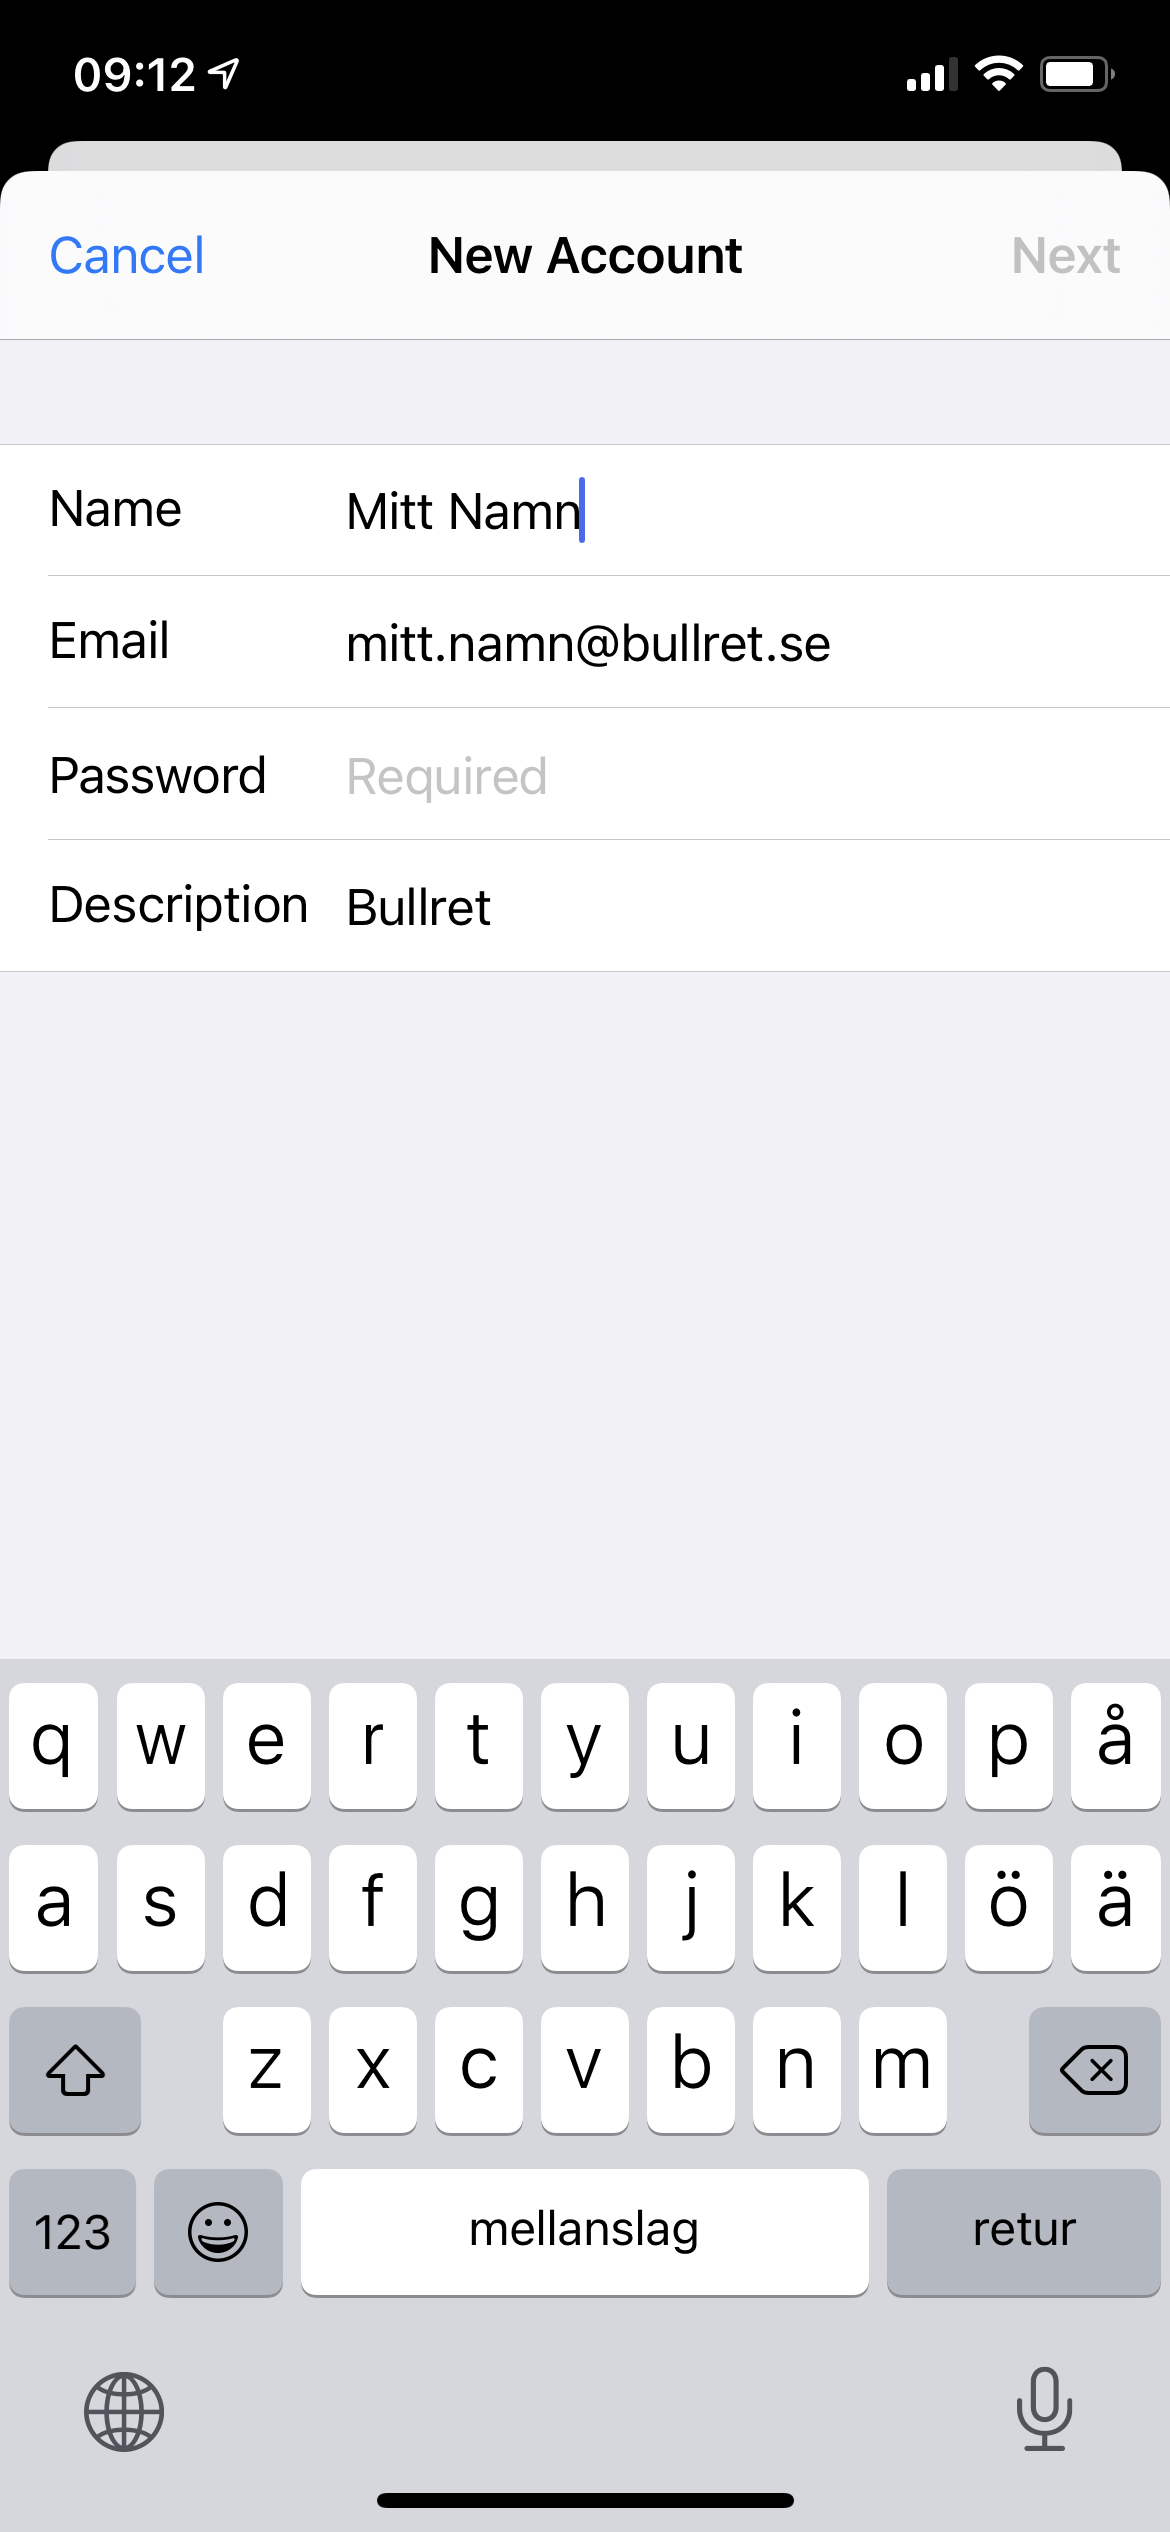 09:12
Cancel New Account Next
Name Mitt Namn
Email mitt.namn@bullret.se
Password Required
Description Bullret
q w e r t y u i o p å
a s d f g h j k l ö ä
z x c v b n m
123 mellanslag retur